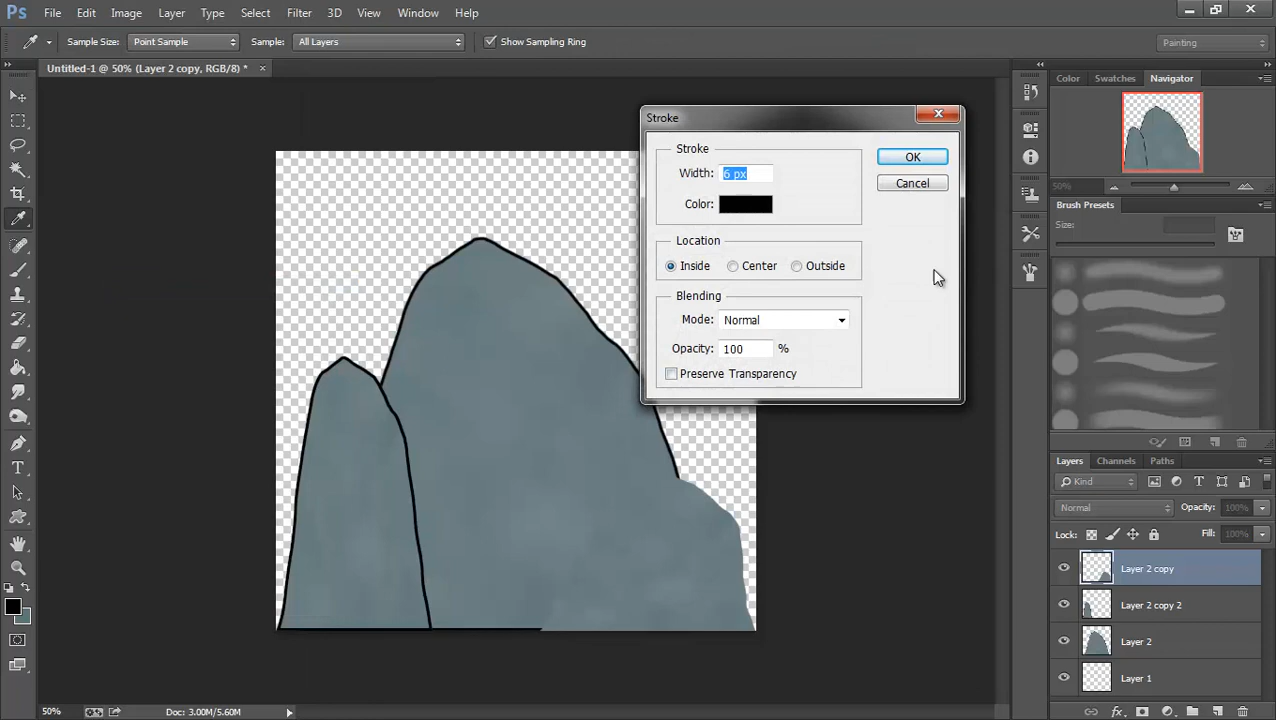 Ps File Edit Image Layer Type Select Filter 3D View Window Help
Sample Size: Point Sample Sample: All Layers Show Sampling Ring Painting
Untitled-1 @ 50% (Layer 2 copy, RGB/8) *
Color Swatches Navigator
50%
Brush Presets
Size:
Stroke
Stroke
Width: 6 px
Color:
OK
Cancel
Location
Inside Center Outside
Blending
Mode: Normal
Opacity: 100 %
Preserve Transparency
Layers Channels Paths
Kind
Normal Opacity: 100%
Lock: Fill: 100%
Layer 2 copy
Layer 2 copy 2
Layer 2
Layer 1
fx
T
50% Doc: 3.00M/5.60M